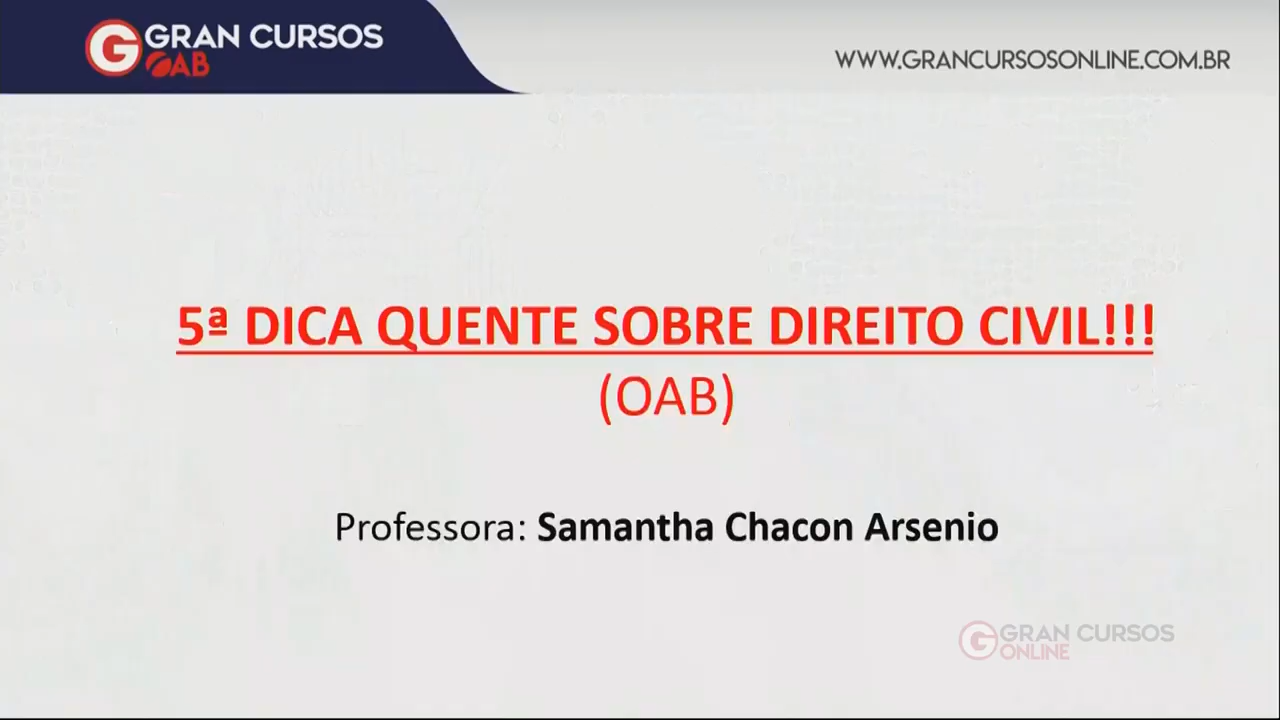 GRAN CURSOS
OAB
WWW.GRANCURSOSONLINE.COM.BR
5ª DICA QUENTE SOBRE DIREITO CIVIL!!!
(OAB)
Professora: Samantha Chacon Arsenio
GRAN CURSOS
ONLINE